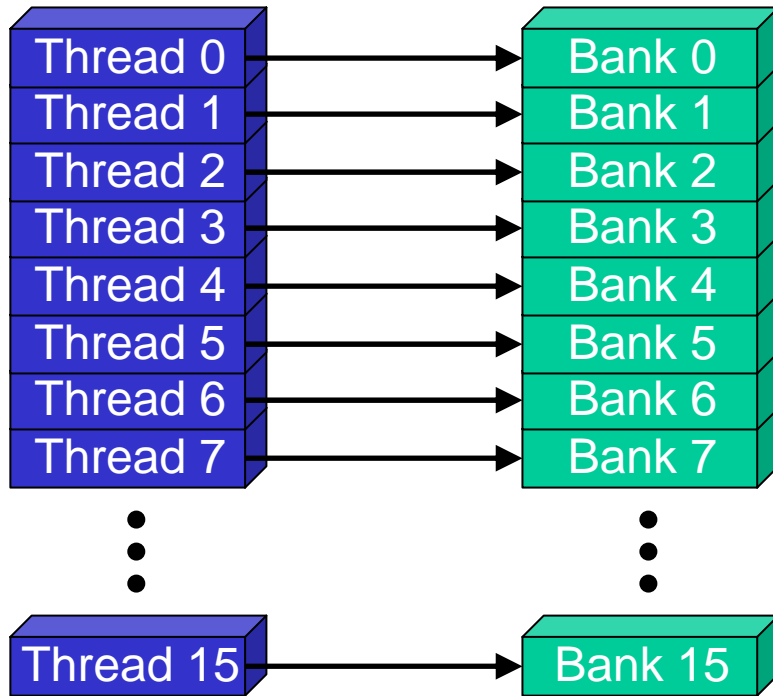 Thread 0 Bank 0
Thread 1 Bank 1
Thread 2 Bank 2
Thread 3 Bank 3
Thread 4 Bank 4
Thread 5 Bank 5
Thread 6 Bank 6
Thread 7 Bank 7
Thread 15 Bank 15